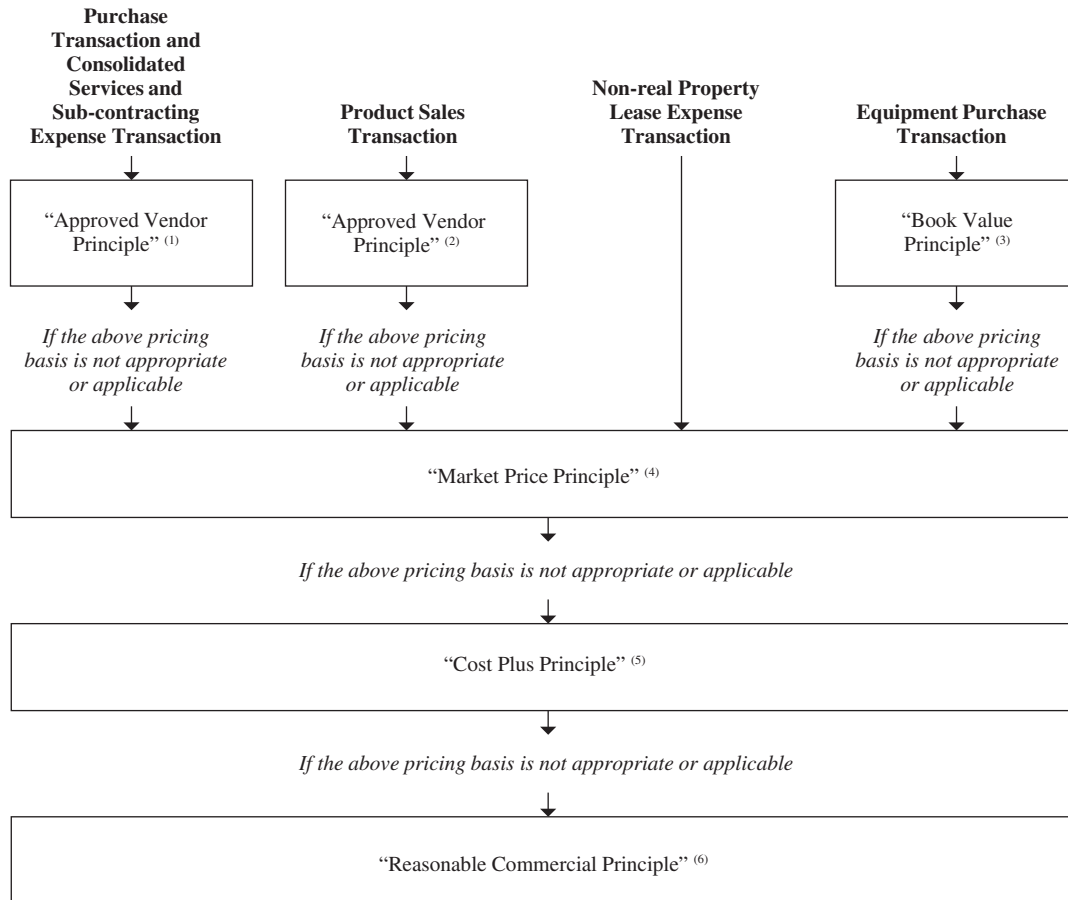 Purchase
Transaction and
Consolidated
Services and
Sub-contracting
Expense Transaction
Product Sales
Transaction
Non-real Property
Lease Expense
Transaction
Equipment Purchase
Transaction
“Approved Vendor
Principle” (1)
“Approved Vendor
Principle” (2)
“Book Value
Principle” (3)
If the above pricing
basis is not appropriate
or applicable
If the above pricing
basis is not appropriate
or applicable
If the above pricing
basis is not appropriate
or applicable
“Market Price Principle” (4)
If the above pricing basis is not appropriate or applicable
“Cost Plus Principle” (5)
If the above pricing basis is not appropriate or applicable
“Reasonable Commercial Principle” (6)